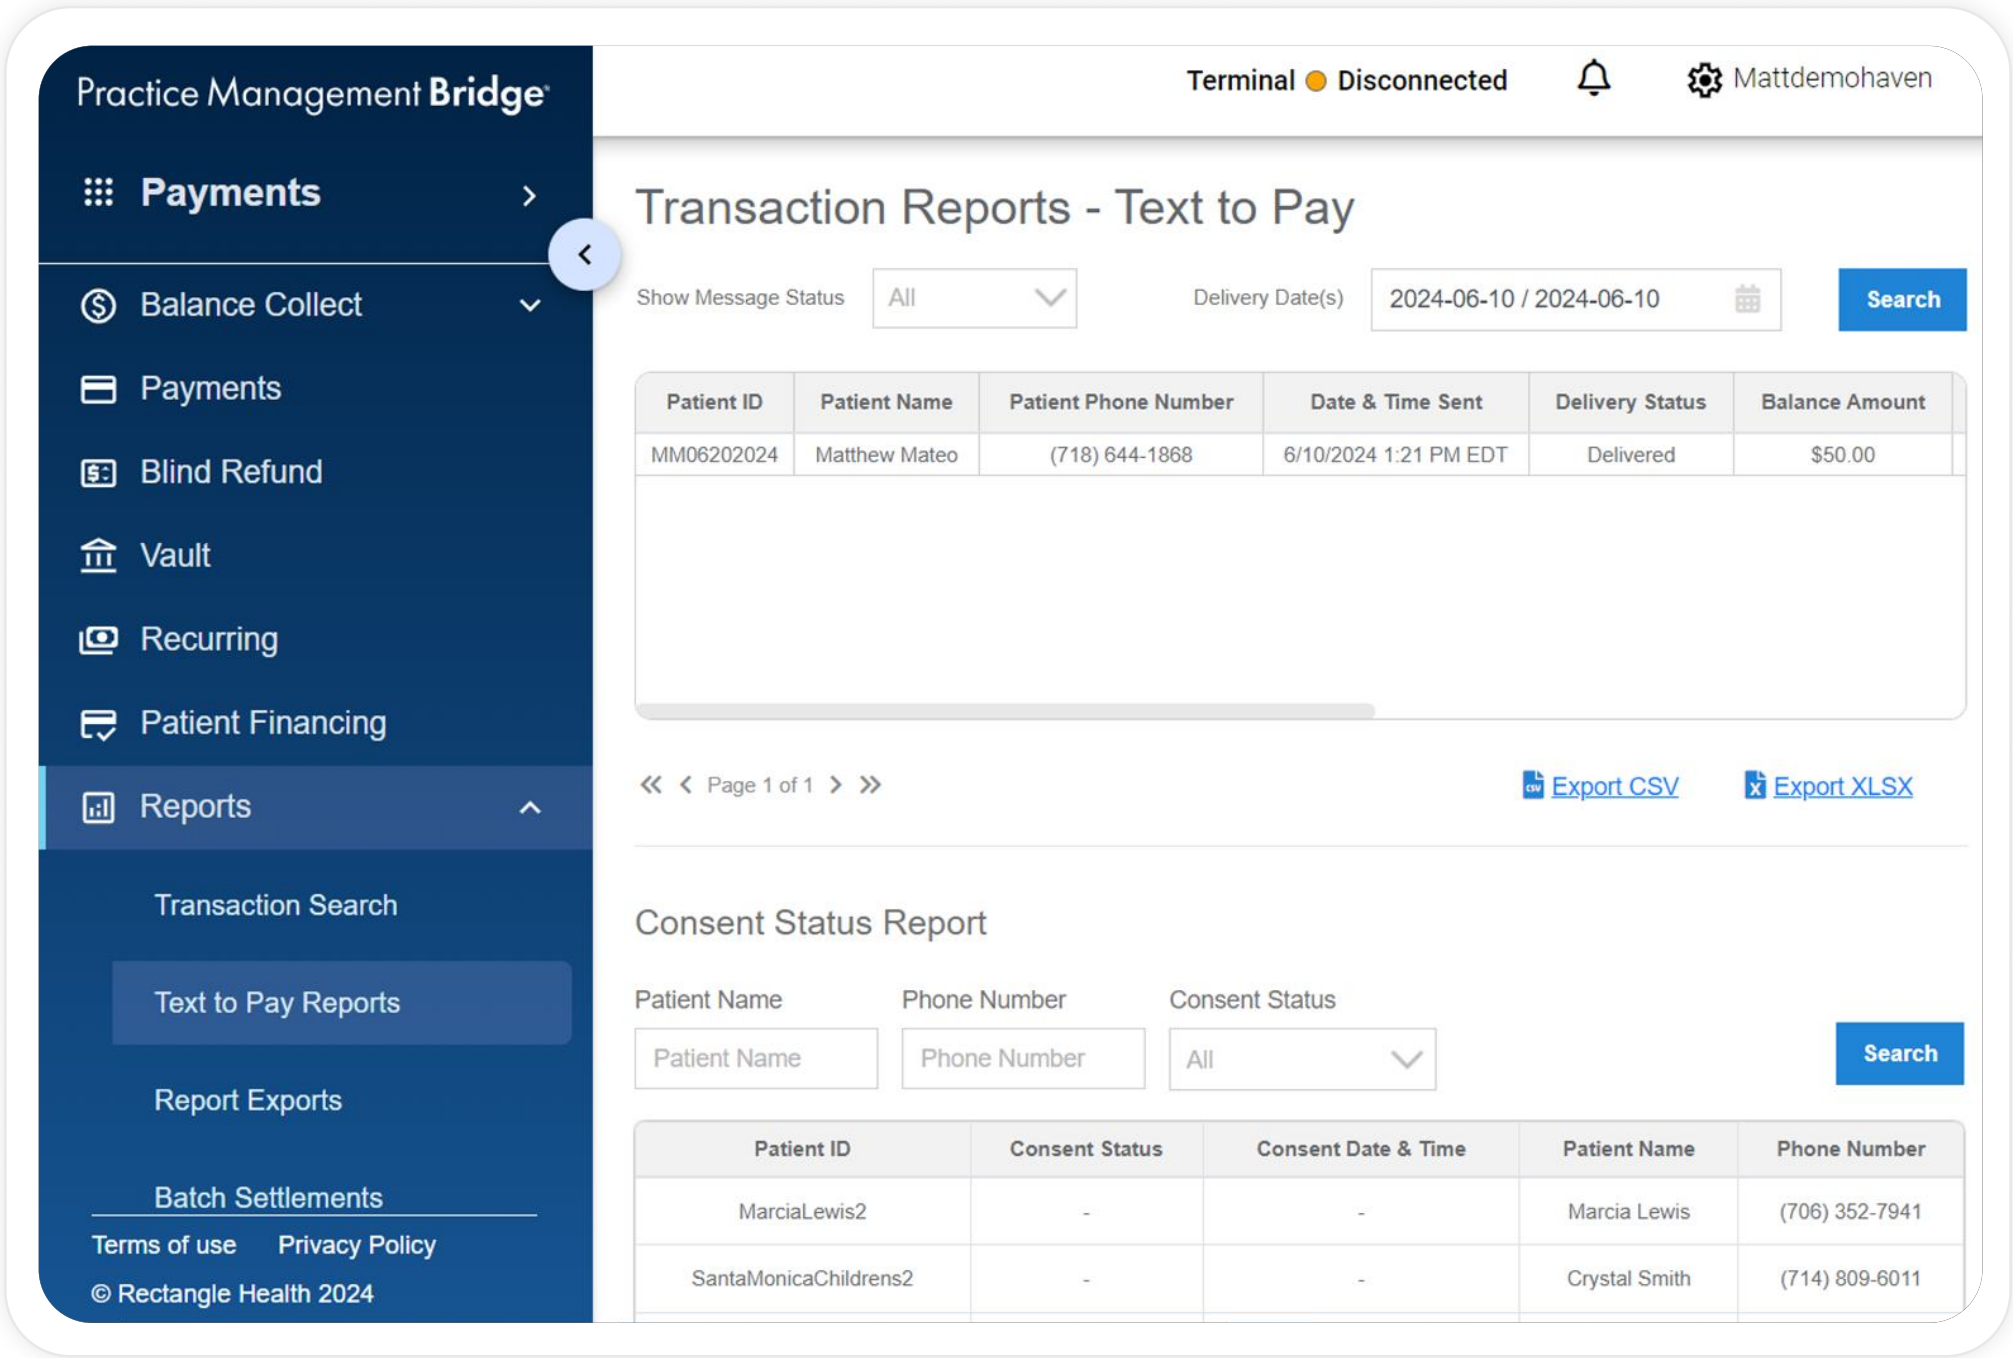 Practice Management Bridge
Terminal Disconnected
Mattdemohaven
Payments
Balance Collect
Payments
Blind Refund
Vault
Recurring
Patient Financing
Reports
Transaction Search
Text to Pay Reports
Report Exports
Batch Settlements
Terms of use Privacy Policy
© Rectangle Health 2024
Transaction Reports - Text to Pay
Show Message Status All Delivery Date(s) 2024-06-10 / 2024-06-10 Search
Patient ID Patient Name Patient Phone Number Date & Time Sent Delivery Status Balance Amount
MM06202024 Matthew Mateo (718) 644-1868 6/10/2024 1:21 PM EDT Delivered $50.00
Page 1 of 1 Export CSV Export XLSX
Consent Status Report
Patient Name Phone Number Consent Status
Patient Name Phone Number All Search
Patient ID Consent Status Consent Date & Time Patient Name Phone Number
MarciaLewis2 - - Marcia Lewis (706) 352-7941
SantaMonicaChildrens2 - - Crystal Smith (714) 809-6011